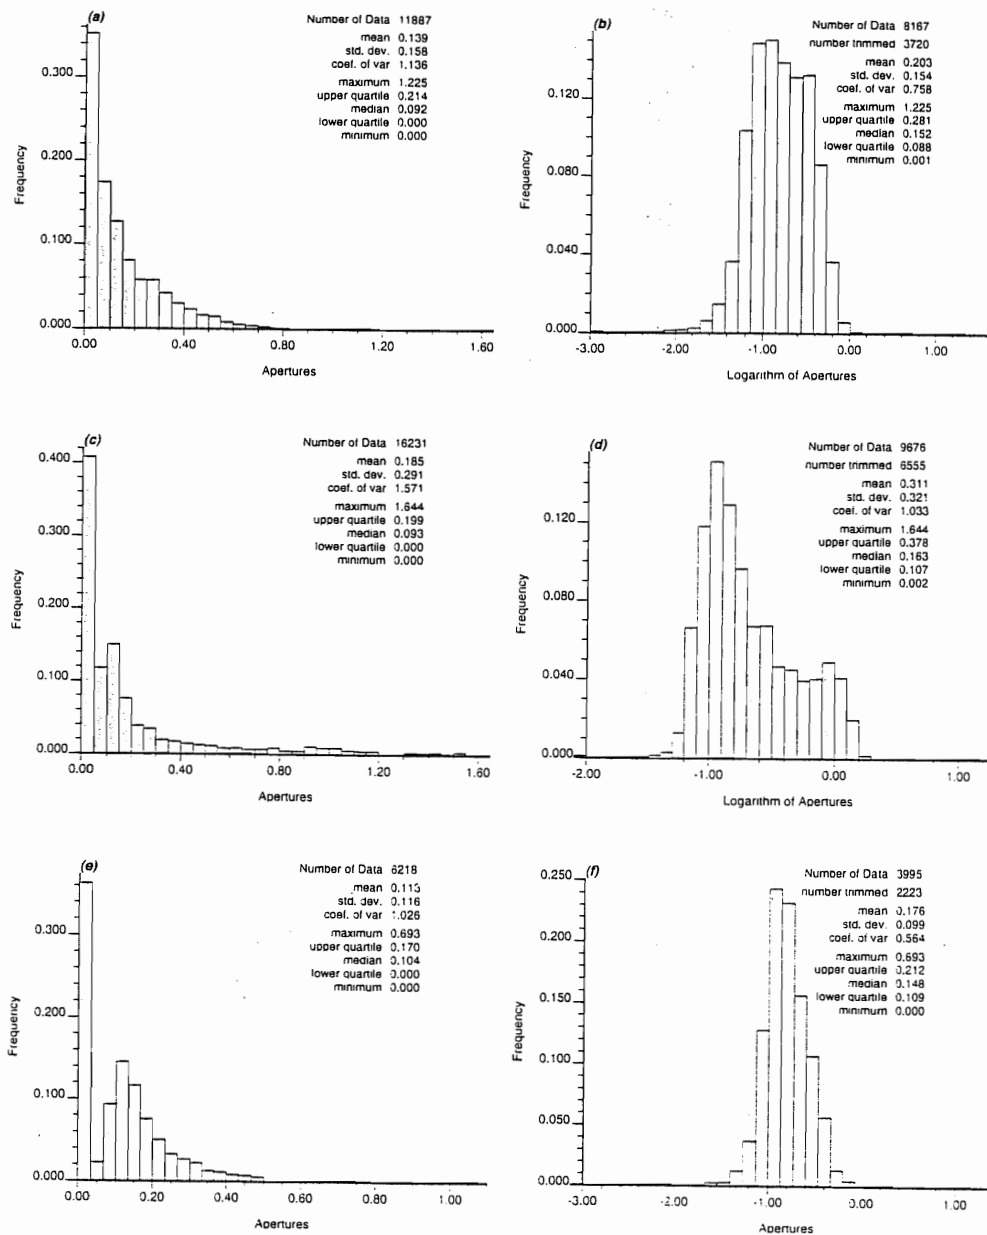 (a)
Number of Data 11887
mean 0.139
std. dev. 0.158
coef. of var 1.136
maximum 1.225
upper quartile 0.214
median 0.092
lower quartile 0.000
minimum 0.000
Frequency
0.300
0.200
0.100
0.000
0.00 0.40 0.80 1.20 1.60
Apertures
(b)
Number of Data 8167
number trimmed 3720
mean 0.203
std. dev. 0.154
coef. of var 0.758
maximum 1.225
upper quartile 0.281
median 0.152
lower quartile 0.088
minimum 0.001
Frequency
0.120
0.080
0.040
0.000
-3.00 -2.00 -1.00 0.00 1.00
Logarithm of Apertures
(c)
Number of Data 16231
mean 0.185
std. dev. 0.291
coef. of var 1.571
maximum 1.644
upper quartile 0.199
median 0.093
lower quartile 0.000
minimum 0.000
Frequency
0.400
0.300
0.200
0.100
0.000
0.00 0.40 0.80 1.20 1.60
Apertures
(d)
Number of Data 9676
number trimmed 6555
mean 0.311
std. dev. 0.321
coef. of var 1.033
maximum 1.644
upper quartile 0.378
median 0.163
lower quartile 0.107
minimum 0.002
Frequency
0.120
0.080
0.040
0.000
-2.00 -1.00 0.00 1.00
Logarithm of Apertures
(e)
Number of Data 6218
mean 0.113
std. dev. 0.116
coef. of var 1.026
maximum 0.693
upper quartile 0.170
median 0.104
lower quartile 0.000
minimum 0.000
Frequency
0.300
0.200
0.100
0.000
0.00 0.20 0.40 0.60 0.80 1.00
Apertures
(f)
Number of Data 3995
number trimmed 2223
mean 0.176
std. dev. 0.099
coef. of var 0.564
maximum 0.693
upper quartile 0.212
median 0.148
lower quartile 0.109
minimum 0.000
Frequency
0.250
0.200
0.150
0.100
0.050
0.000
-3.00 -2.00 -1.00 0.00 1.00
Apertures